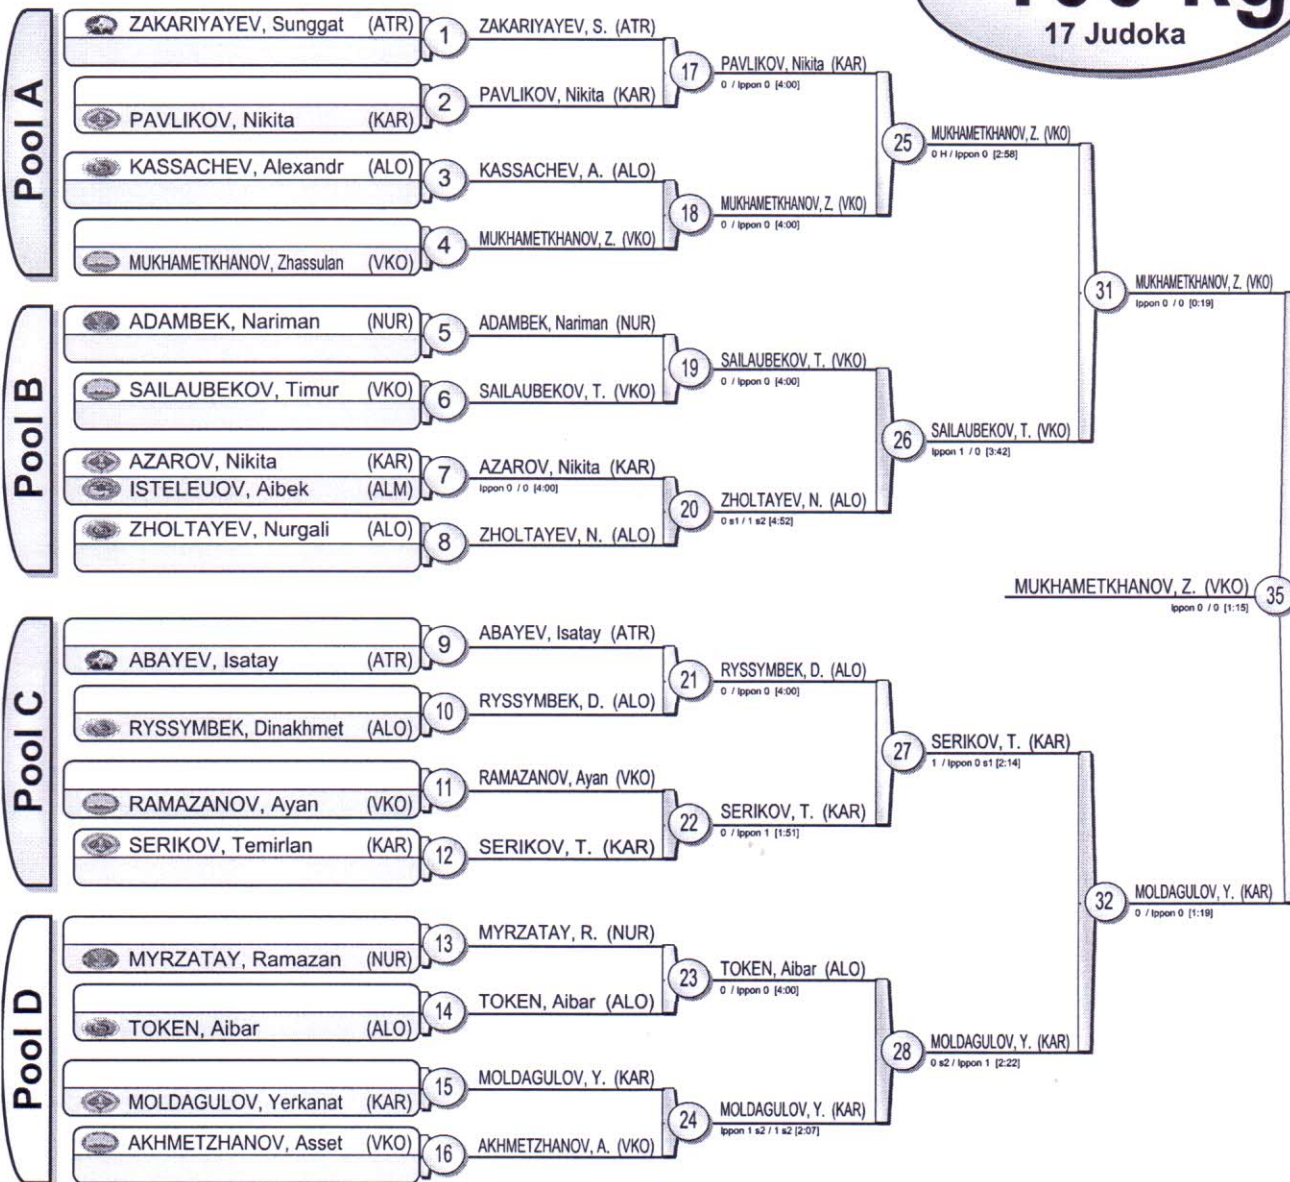 100 kg
17 Judoka
Pool A
ZAKARIYAYEV, Sunggat (ATR)
1
ZAKARIYAYEV, S. (ATR)
17
PAVLIKOV, Nikita (KAR)
0 / Ippon 0 [4:00]
PAVLIKOV, Nikita (KAR)
2
PAVLIKOV, Nikita (KAR)
25
MUKHAMETKHANOV, Z. (VKO)
0 H / Ippon 0 [2:58]
KASSACHEV, Alexandr (ALO)
3
KASSACHEV, A. (ALO)
18
MUKHAMETKHANOV, Z. (VKO)
0 / Ippon 0 [4:00]
MUKHAMETKHANOV, Zhassulan (VKO)
4
MUKHAMETKHANOV, Z. (VKO)
31
MUKHAMETKHANOV, Z. (VKO)
Ippon 0 / 0 [0:19]
Pool B
ADAMBEK, Nariman (NUR)
5
ADAMBEK, Nariman (NUR)
19
SAILAUBEKOV, T. (VKO)
0 / Ippon 0 [4:00]
SAILAUBEKOV, Timur (VKO)
6
SAILAUBEKOV, T. (VKO)
26
SAILAUBEKOV, T. (VKO)
Ippon 1 / 0 [3:42]
AZAROV, Nikita (KAR)
ISTELEUOV, Aibek (ALM)
7
AZAROV, Nikita (KAR)
Ippon 0 / 0 [4:00]
20
ZHOLTAYEV, N. (ALO)
0 s1 / 1 s2 [4:52]
ZHOLTAYEV, Nurgali (ALO)
8
ZHOLTAYEV, N. (ALO)
MUKHAMETKHANOV, Z. (VKO)
Ippon 0 / 0 [1:15]
35
Pool C
ABAYEV, Isatay (ATR)
9
ABAYEV, Isatay (ATR)
21
RYSSYMBEK, D. (ALO)
0 / Ippon 0 [4:00]
RYSSYMBEK, Dinakhmet (ALO)
10
RYSSYMBEK, D. (ALO)
27
SERIKOV, T. (KAR)
1 / Ippon 0 s1 [2:14]
RAMAZANOV, Ayan (VKO)
11
RAMAZANOV, Ayan (VKO)
22
SERIKOV, T. (KAR)
0 / Ippon 1 [1:51]
SERIKOV, Temirlan (KAR)
12
SERIKOV, T. (KAR)
32
MOLDAGULOV, Y. (KAR)
0 / Ippon 0 [1:19]
Pool D
MYRZATAY, Ramazan (NUR)
13
MYRZATAY, R. (NUR)
23
TOKEN, Aibar (ALO)
0 / Ippon 0 [4:00]
TOKEN, Aibar (ALO)
14
TOKEN, Aibar (ALO)
28
MOLDAGULOV, Y. (KAR)
0 s2 / Ippon 1 [2:22]
MOLDAGULOV, Yerkanat (KAR)
15
MOLDAGULOV, Y. (KAR)
24
MOLDAGULOV, Y. (KAR)
Ippon 1 s2 / 1 s2 [2:07]
AKHMETZHANOV, Asset (VKO)
16
AKHMETZHANOV, A. (VKO)